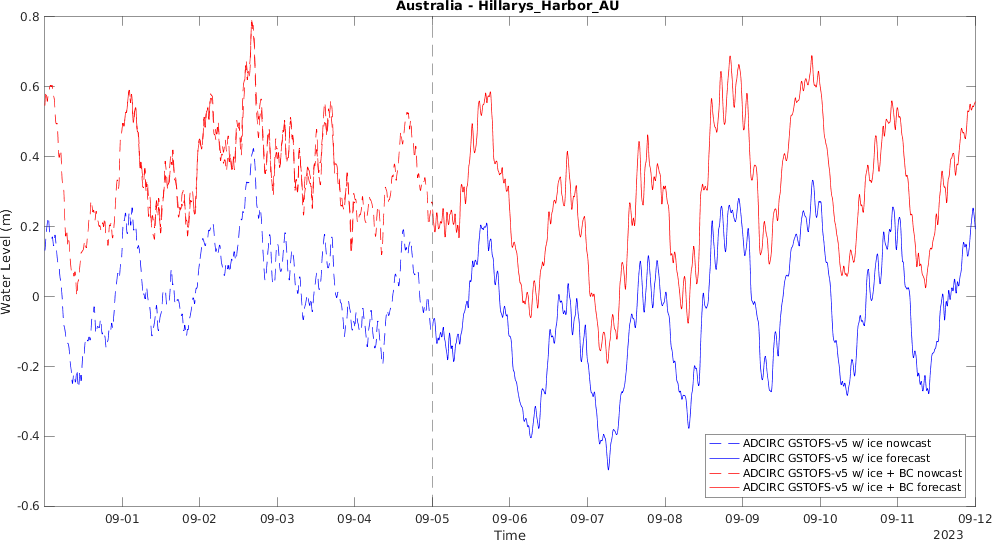 Australia - Hillarys_Harbor_AU
Water Level (m)
0.8
0.6
0.4
0.2
0
-0.2
-0.4
-0.6
ADCIRC GSTOFS-v5 w/ ice nowcast
ADCIRC GSTOFS-v5 w/ ice forecast
ADCIRC GSTOFS-v5 w/ ice + BC nowcast
ADCIRC GSTOFS-v5 w/ ice + BC forecast
09-01 09-02 09-03 09-04 09-05 09-06 09-07 09-08 09-09 09-10 09-11 09-12
Time
2023